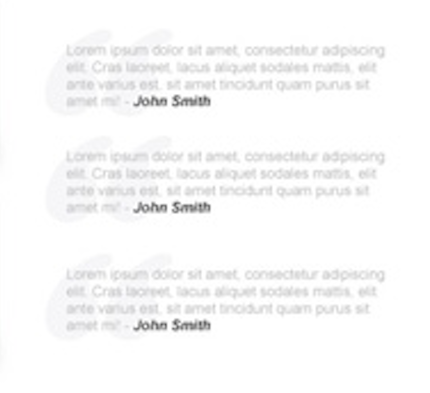 Lorem ipsum dolor sit amet, consectetur adipiscing
elit. Cras laoreet, lacus aliquet sodales mattis, elit
ante varius est, sit amet tincidunt quam purus sit
amet mi! - John Smith
Lorem ipsum dolor sit amet, consectetur adipiscing
elit. Cras laoreet, lacus aliquet sodales mattis, elit
ante varius est, sit amet tincidunt quam purus sit
amet mi! - John Smith
Lorem ipsum dolor sit amet, consectetur adipiscing
elit. Cras laoreet, lacus aliquet sodales mattis, elit
ante varius est, sit amet tincidunt quam purus sit
amet mi! - John Smith